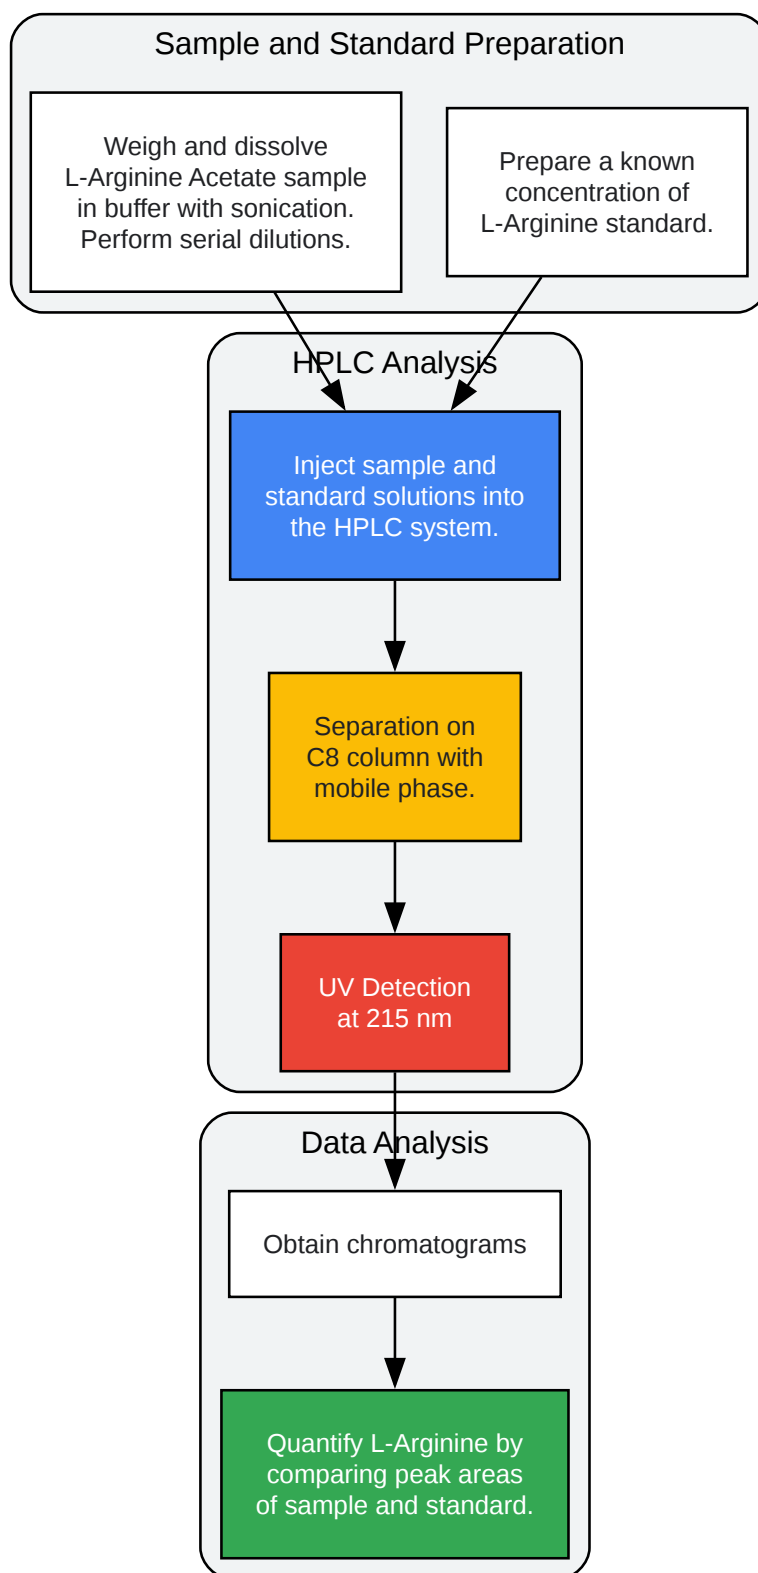 Sample and Standard Preparation
Weigh and dissolve
L-Arginine Acetate sample
in buffer with sonication.
Perform serial dilutions.
Prepare a known
concentration of
L-Arginine standard.
HPLC Analysis
Inject sample and
standard solutions into
the HPLC system.
Separation on
C8 column with
mobile phase.
UV Detection
at 215 nm
Data Analysis
Obtain chromatograms
Quantify L-Arginine by
comparing peak areas
of sample and standard.